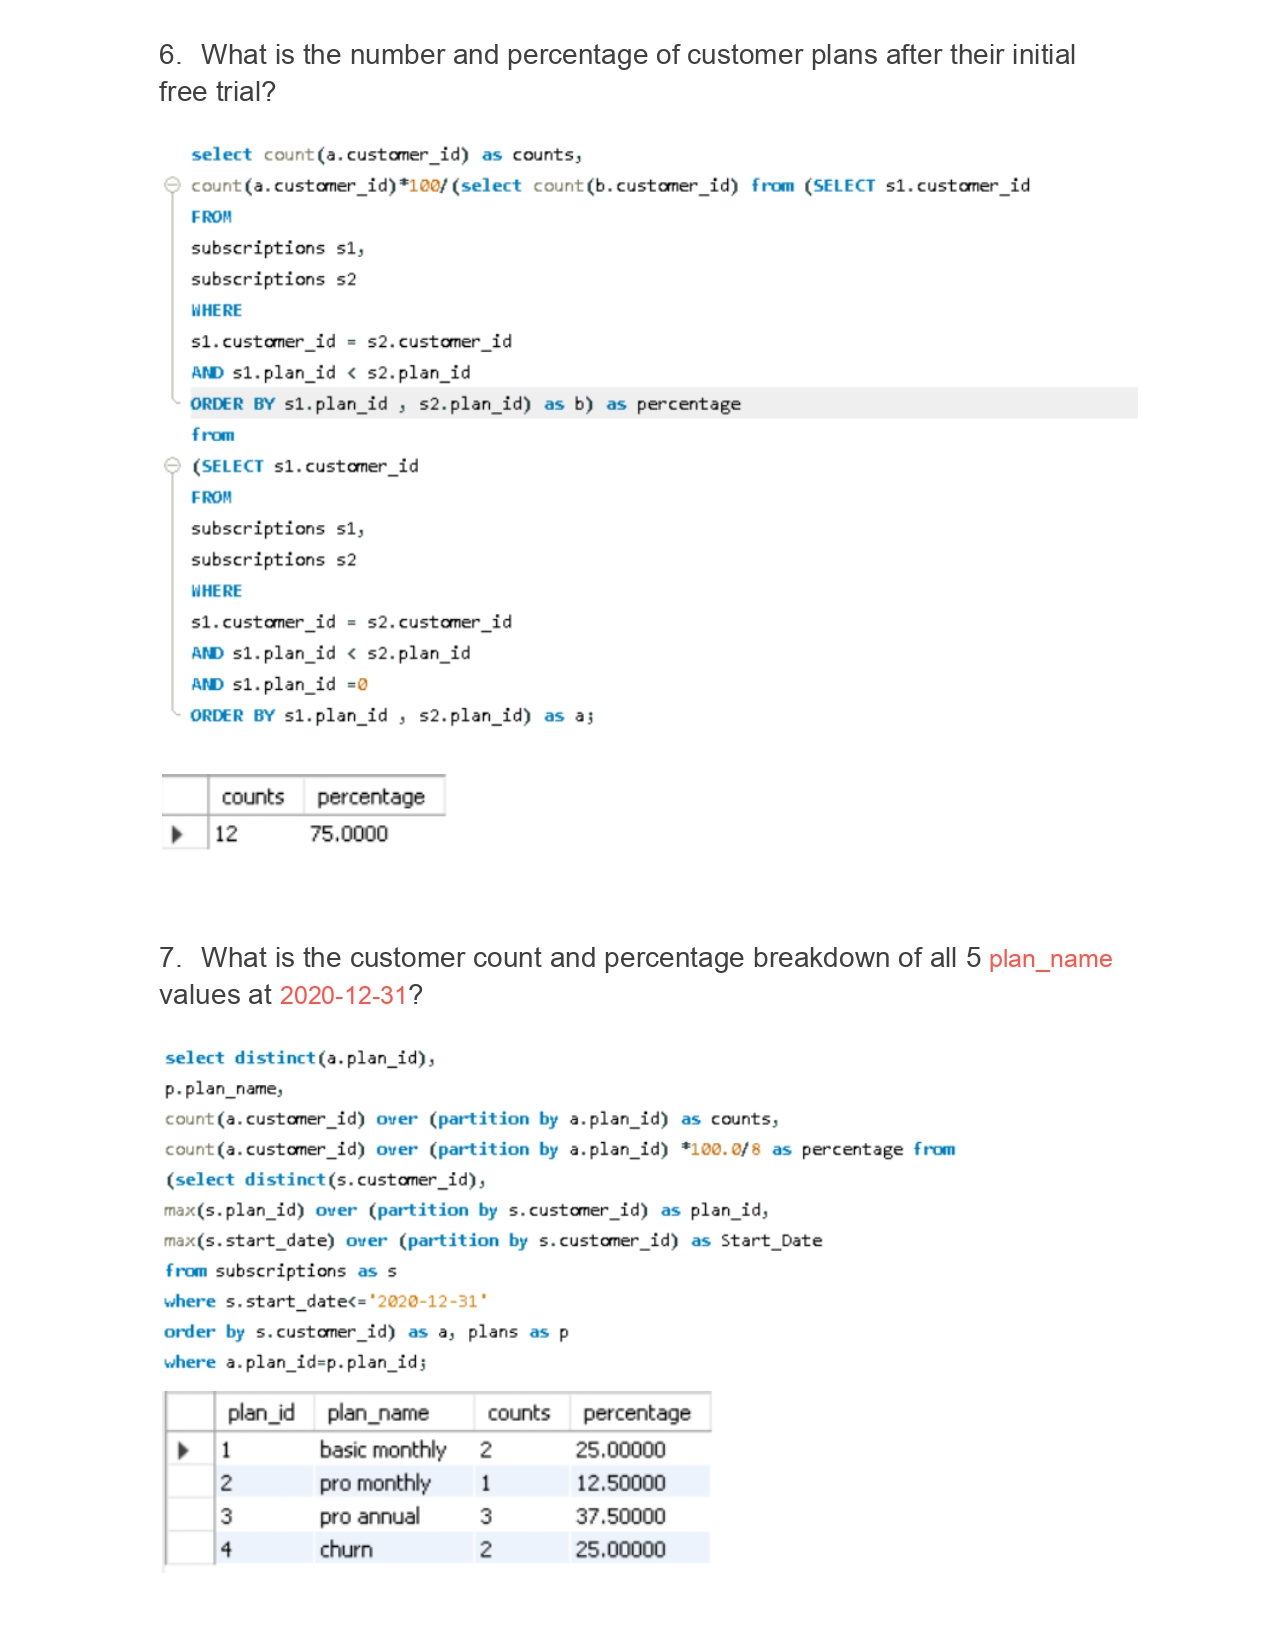 6. What is the number and percentage of customer plans after their initial
free trial?
select count(a.customer_id) as counts,
count(a.customer_id)*100/(select count(b.customer_id) from (SELECT s1.customer_id
FROM
subscriptions s1,
subscriptions s2
WHERE
s1.customer_id = s2.customer_id
AND s1.plan_id < s2.plan_id
ORDER BY s1.plan_id , s2.plan_id) as b) as percentage
from
(SELECT s1.customer_id
FROM
subscriptions s1,
subscriptions s2
WHERE
s1.customer_id = s2.customer_id
AND s1.plan_id < s2.plan_id
AND s1.plan_id =0
ORDER BY s1.plan_id , s2.plan_id) as a;
counts percentage
12 75.0000
7. What is the customer count and percentage breakdown of all 5 plan_name
values at 2020-12-31?
select distinct(a.plan_id),
p.plan_name,
count(a.customer_id) over (partition by a.plan_id) as counts,
count(a.customer_id) over (partition by a.plan_id) *100.0/8 as percentage from
(select distinct(s.customer_id),
max(s.plan_id) over (partition by s.customer_id) as plan_id,
max(s.start_date) over (partition by s.customer_id) as Start_Date
from subscriptions as s
where s.start_date<='2020-12-31'
order by s.customer_id) as a, plans as p
where a.plan_id=p.plan_id;
plan_id plan_name counts percentage
1 basic monthly 2 25.00000
2 pro monthly 1 12.50000
3 pro annual 3 37.50000
4 churn 2 25.00000